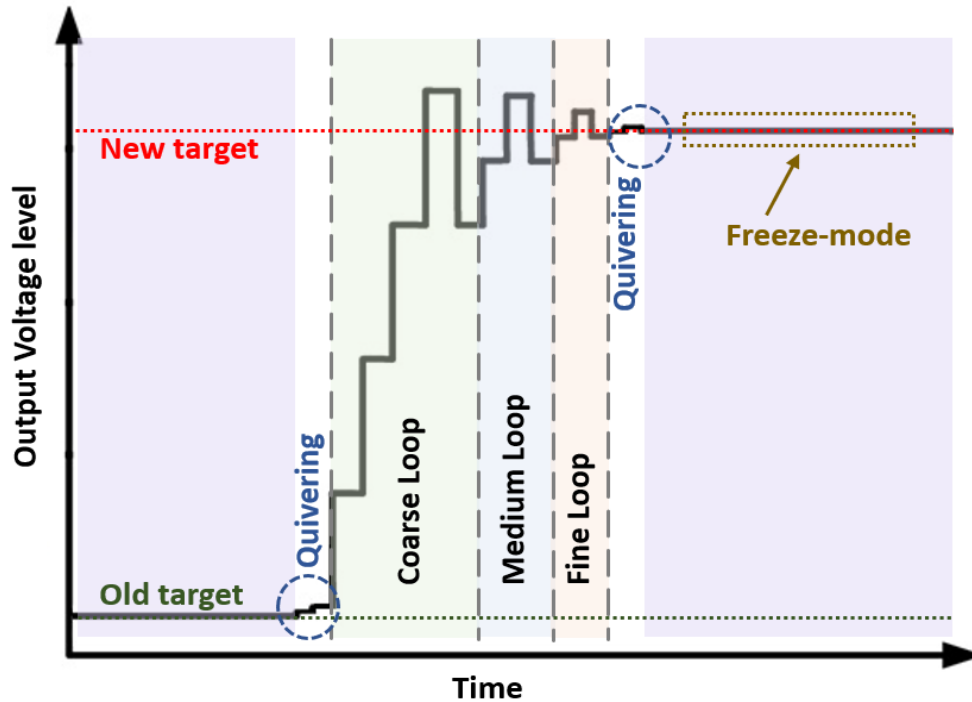 New target
Quivering
Freeze-mode
Output Voltage level
Quivering
Coarse Loop
Medium Loop
Fine Loop
Old target
Time